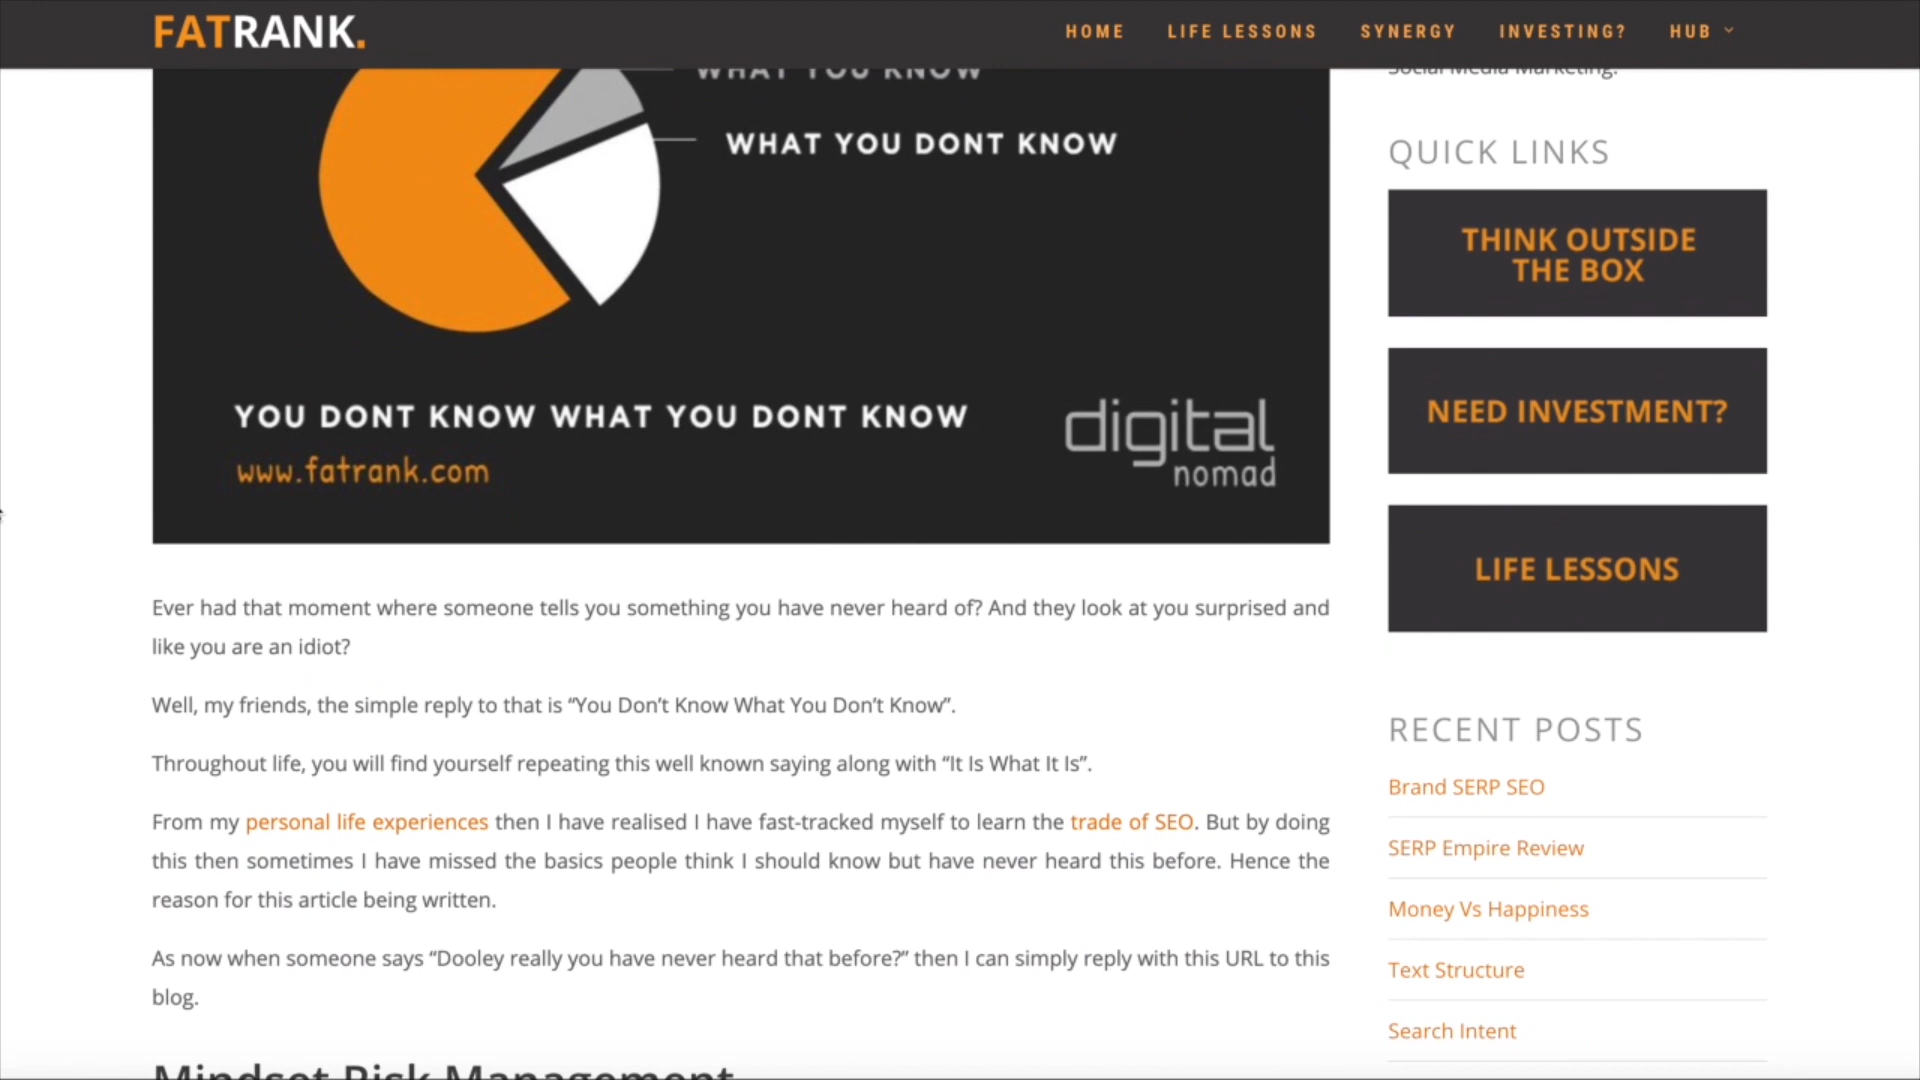 FATRANK.
HOME LIFE LESSONS SYNERGY INVESTING? HUB
WHAT YOU KNOW
WHAT YOU DONT KNOW
YOU DONT KNOW WHAT YOU DONT KNOW
www.fatrank.com
digital
nomad
Ever had that moment where someone tells you something you have never heard of? And they look at you surprised and
like you are an idiot?
Well, my friends, the simple reply to that is “You Don’t Know What You Don’t Know”.
Throughout life, you will find yourself repeating this well known saying along with “It Is What It Is”.
From my personal life experiences then I have realised I have fast-tracked myself to learn the trade of SEO. But by doing
this then sometimes I have missed the basics people think I should know but have never heard this before. Hence the
reason for this article being written.
As now when someone says “Dooley really you have never heard that before?” then I can simply reply with this URL to this
blog.
Mindset Risk Management
Social Media Marketing.
QUICK LINKS
THINK OUTSIDE
THE BOX
NEED INVESTMENT?
LIFE LESSONS
RECENT POSTS
Brand SERP SEO
SERP Empire Review
Money Vs Happiness
Text Structure
Search Intent